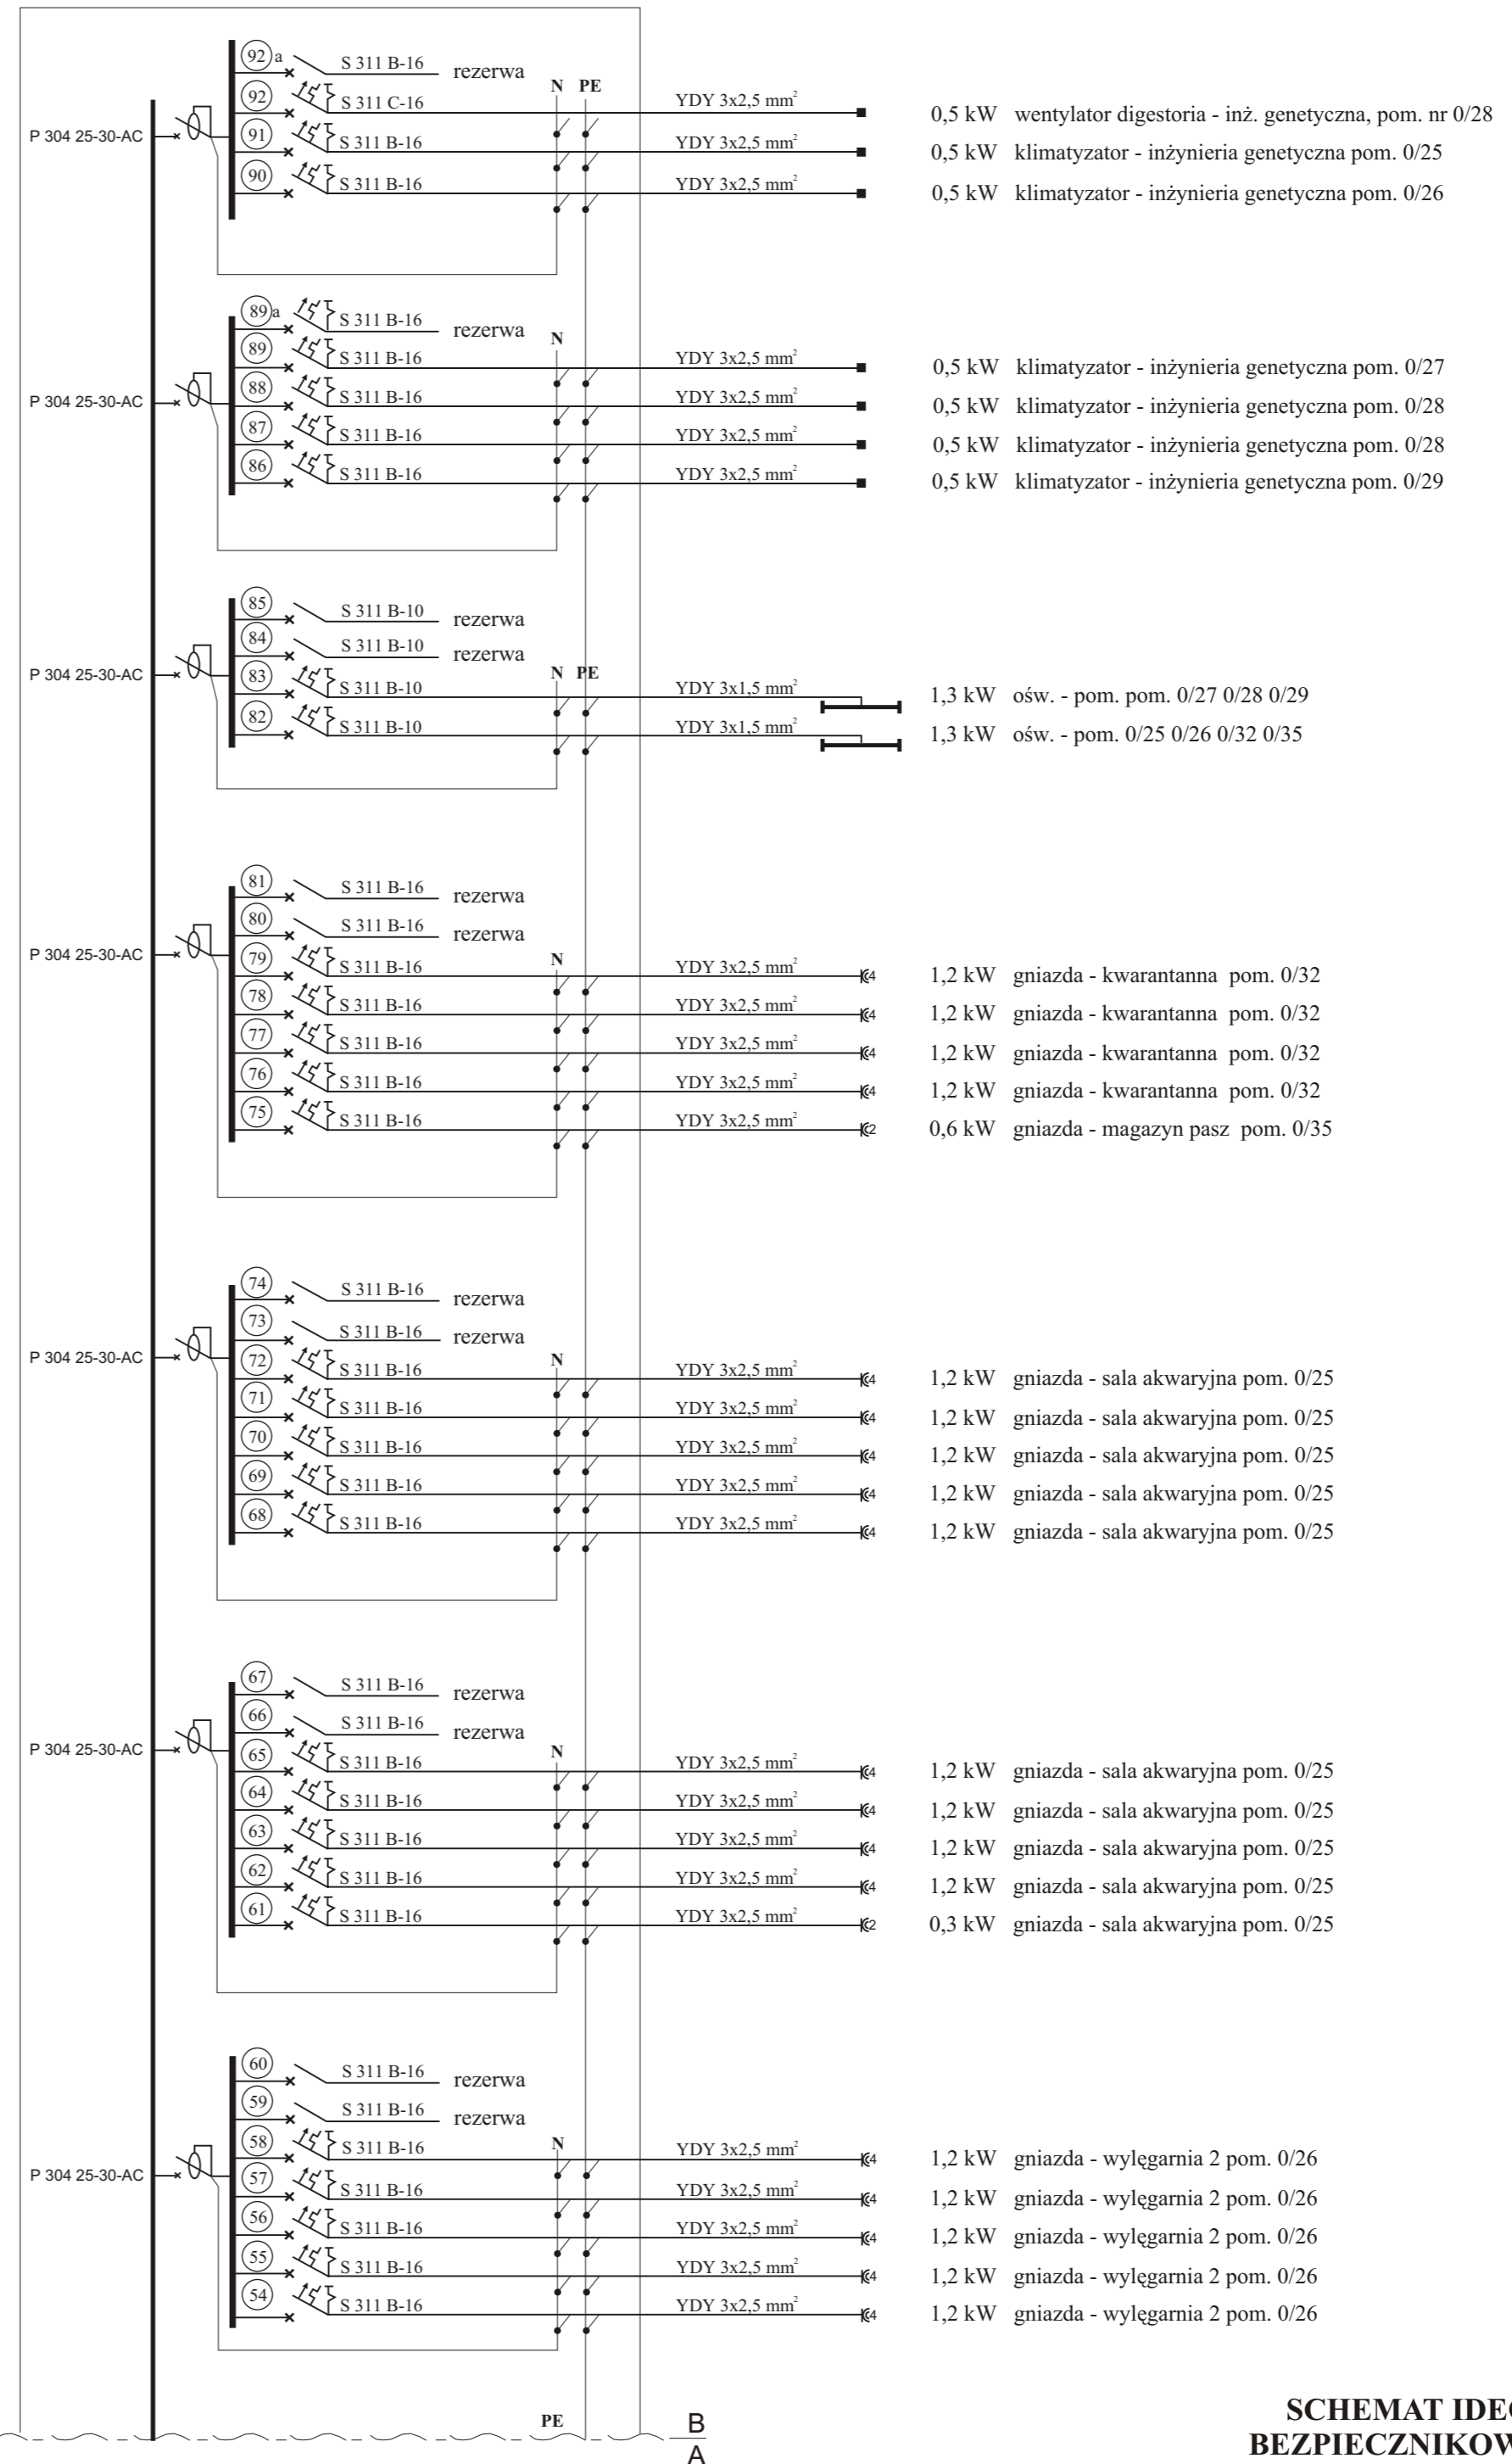 92 a S 311 B-16 rezerwa
N PE
92 S 311 C-16 YDY 3x2,5 mm² 0,5 kW wentylator digestoria - inż. genetyczna, pom. nr 0/28
P 304 25-30-AC
91 S 311 B-16 YDY 3x2,5 mm² 0,5 kW klimatyzator - inżynieria genetyczna pom. 0/25
90 S 311 B-16 YDY 3x2,5 mm² 0,5 kW klimatyzator - inżynieria genetyczna pom. 0/26
89 a S 311 B-16 rezerwa
N
89 S 311 B-16 YDY 3x2,5 mm² 0,5 kW klimatyzator - inżynieria genetyczna pom. 0/27
P 304 25-30-AC
88 S 311 B-16 YDY 3x2,5 mm² 0,5 kW klimatyzator - inżynieria genetyczna pom. 0/28
87 S 311 B-16 YDY 3x2,5 mm² 0,5 kW klimatyzator - inżynieria genetyczna pom. 0/28
86 S 311 B-16 YDY 3x2,5 mm² 0,5 kW klimatyzator - inżynieria genetyczna pom. 0/29
85 S 311 B-10 rezerwa
84 S 311 B-10 rezerwa
P 304 25-30-AC
N PE
83 S 311 B-10 YDY 3x1,5 mm² 1,3 kW ośw. - pom. pom. 0/27 0/28 0/29
82 S 311 B-10 YDY 3x1,5 mm² 1,3 kW ośw. - pom. 0/25 0/26 0/32 0/35
81 S 311 B-16 rezerwa
80 S 311 B-16 rezerwa
P 304 25-30-AC
N
79 S 311 B-16 YDY 3x2,5 mm² 4 1,2 kW gniazda - kwarantanna pom. 0/32
78 S 311 B-16 YDY 3x2,5 mm² 4 1,2 kW gniazda - kwarantanna pom. 0/32
77 S 311 B-16 YDY 3x2,5 mm² 4 1,2 kW gniazda - kwarantanna pom. 0/32
76 S 311 B-16 YDY 3x2,5 mm² 4 1,2 kW gniazda - kwarantanna pom. 0/32
75 S 311 B-16 YDY 3x2,5 mm² 2 0,6 kW gniazda - magazyn pasz pom. 0/35
74 S 311 B-16 rezerwa
73 S 311 B-16 rezerwa
P 304 25-30-AC
N
72 S 311 B-16 YDY 3x2,5 mm² 4 1,2 kW gniazda - sala akwaryjna pom. 0/25
71 S 311 B-16 YDY 3x2,5 mm² 4 1,2 kW gniazda - sala akwaryjna pom. 0/25
70 S 311 B-16 YDY 3x2,5 mm² 4 1,2 kW gniazda - sala akwaryjna pom. 0/25
69 S 311 B-16 YDY 3x2,5 mm² 4 1,2 kW gniazda - sala akwaryjna pom. 0/25
68 S 311 B-16 YDY 3x2,5 mm² 4 1,2 kW gniazda - sala akwaryjna pom. 0/25
67 S 311 B-16 rezerwa
66 S 311 B-16 rezerwa
P 304 25-30-AC
N
65 S 311 B-16 YDY 3x2,5 mm² 4 1,2 kW gniazda - sala akwaryjna pom. 0/25
64 S 311 B-16 YDY 3x2,5 mm² 4 1,2 kW gniazda - sala akwaryjna pom. 0/25
63 S 311 B-16 YDY 3x2,5 mm² 4 1,2 kW gniazda - sala akwaryjna pom. 0/25
62 S 311 B-16 YDY 3x2,5 mm² 4 1,2 kW gniazda - sala akwaryjna pom. 0/25
61 S 311 B-16 YDY 3x2,5 mm² 2 0,3 kW gniazda - sala akwaryjna pom. 0/25
60 S 311 B-16 rezerwa
59 S 311 B-16 rezerwa
N
58 S 311 B-16 YDY 3x2,5 mm² 4 1,2 kW gniazda - wylęgarnia 2 pom. 0/26
P 304 25-30-AC
57 S 311 B-16 YDY 3x2,5 mm² 4 1,2 kW gniazda - wylęgarnia 2 pom. 0/26
56 S 311 B-16 YDY 3x2,5 mm² 4 1,2 kW gniazda - wylęgarnia 2 pom. 0/26
55 S 311 B-16 YDY 3x2,5 mm² 4 1,2 kW gniazda - wylęgarnia 2 pom. 0/26
54 S 311 B-16 YDY 3x2,5 mm² 4 1,2 kW gniazda - wylęgarnia 2 pom. 0/26
PE
B
A
SCHEMAT